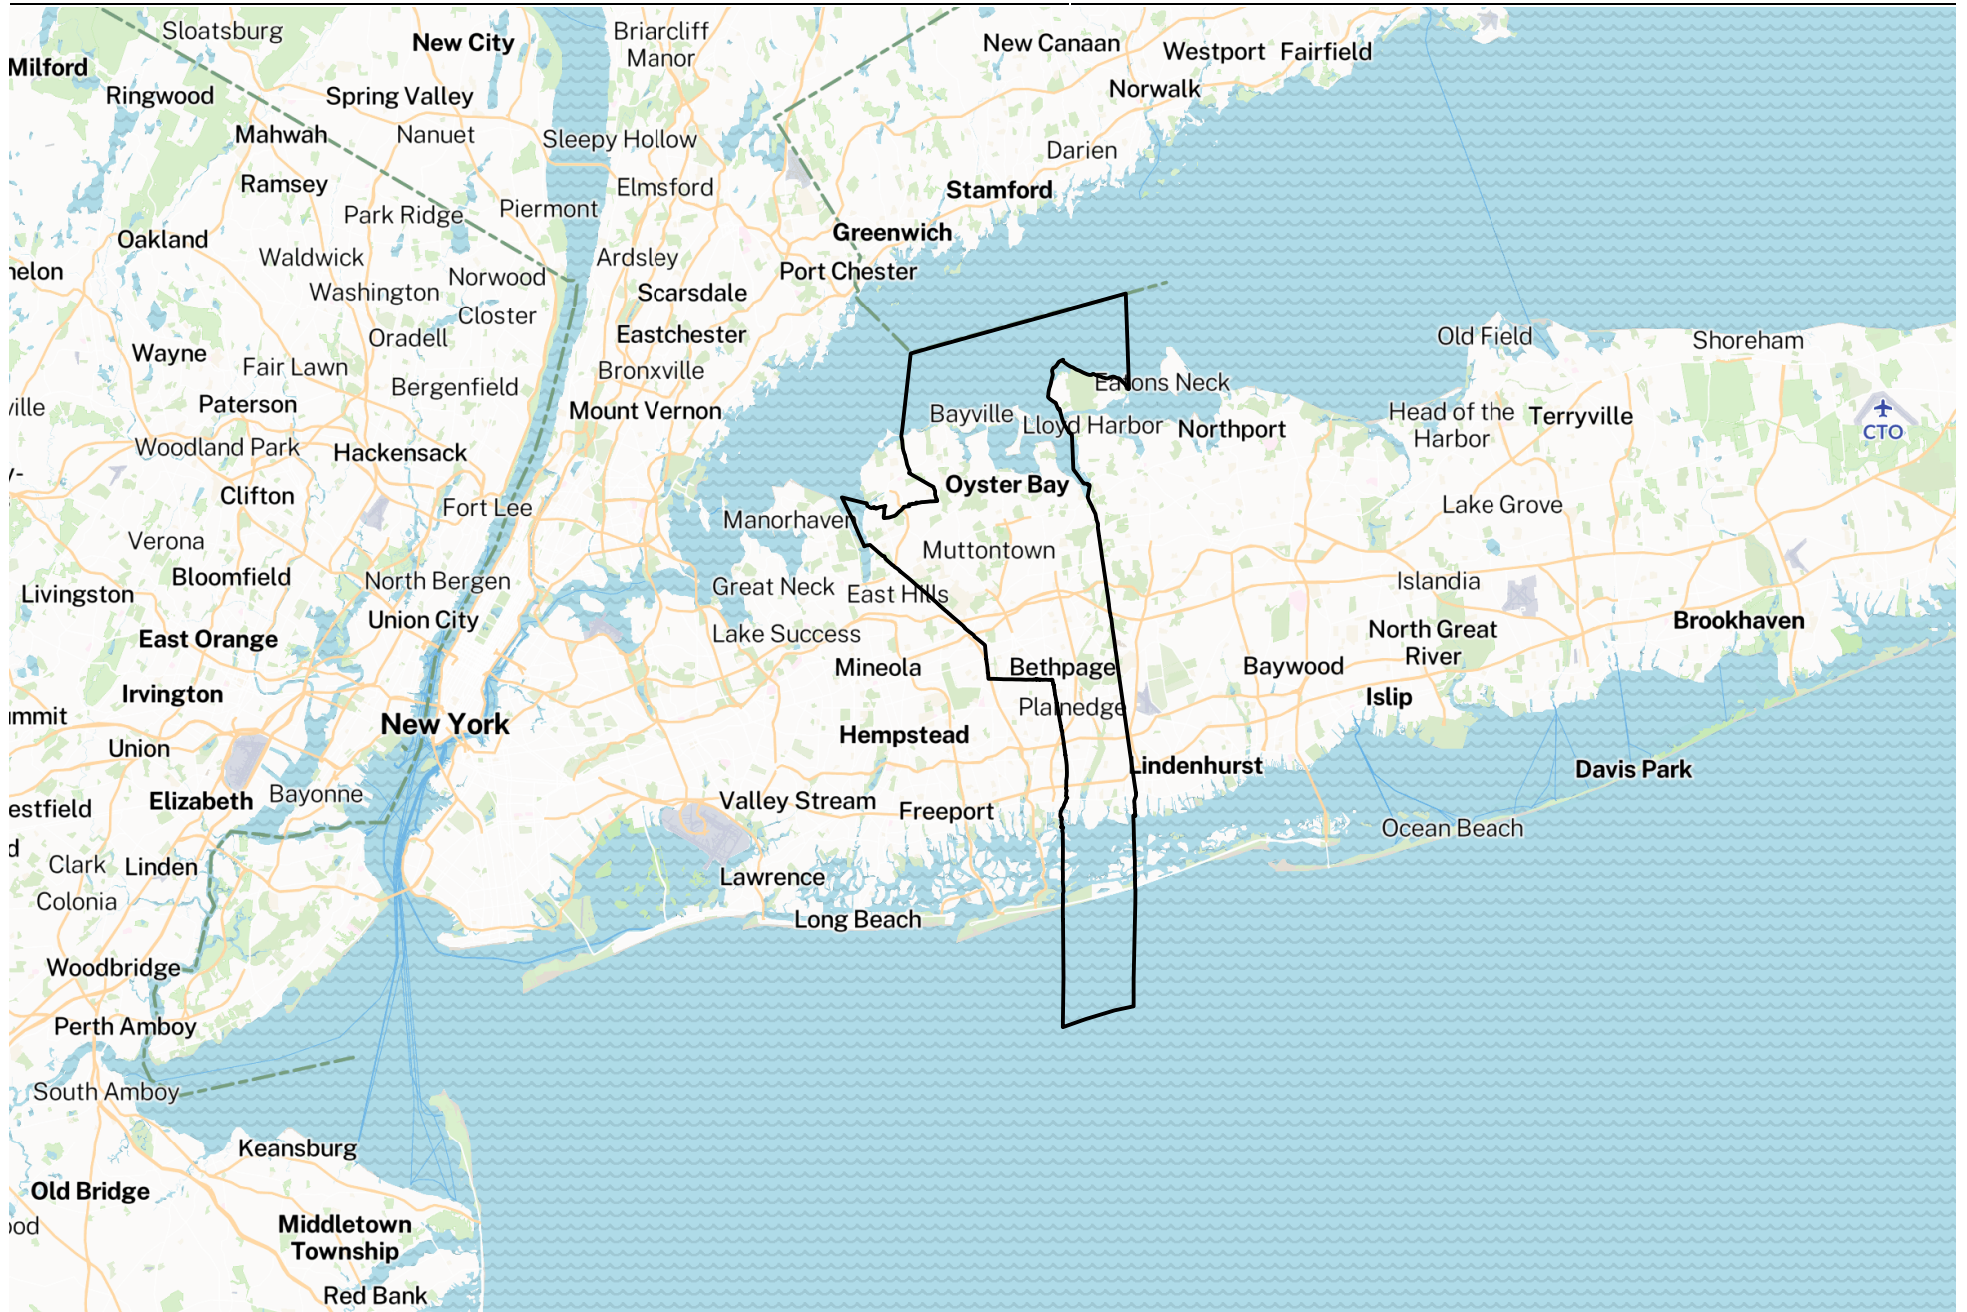 Sloatsburg
New City
Briarcliff
Manor
New Canaan
Westport
Fairfield
Milford
Ringwood
Spring Valley
Norwalk
Mahwah
Nanuet
Sleepy Hollow
Darien
Ramsey
Elmsford
Stamford
Park Ridge
Piermont
Oakland
Greenwich
Waldwick
Ardsley
nelon
Norwood
Port Chester
Washington
Scarsdale
Closter
Oradell
Eastchester
Old Field
Shoreham
Wayne
Fair Lawn
Bronxville
Bergenfield
Eatons Neck
ville
Paterson
Mount Vernon
Bayville
Lloyd Harbor
Northport
Head of the
Harbor
Terryville
CTO
Woodland Park
Hackensack
y-
Clifton
Oyster Bay
Fort Lee
Lake Grove
Manorhaven
Verona
Muttontown
Bloomfield
North Bergen
Islandia
Livingston
Great Neck
East Hills
Union City
Brookhaven
East Orange
Lake Success
North Great
River
Mineola
Bethpage
Baywood
Irvington
Islip
Plainedge
ummit
New York
Hempstead
Union
Lindenhurst
Davis Park
Elizabeth
Bayonne
Valley Stream
Freeport
estfield
Ocean Beach
d
Clark
Linden
Lawrence
Colonia
Long Beach
Woodbridge
Perth Amboy
South Amboy
Keansburg
Old Bridge
Middletown
Township
ood
Red Bank